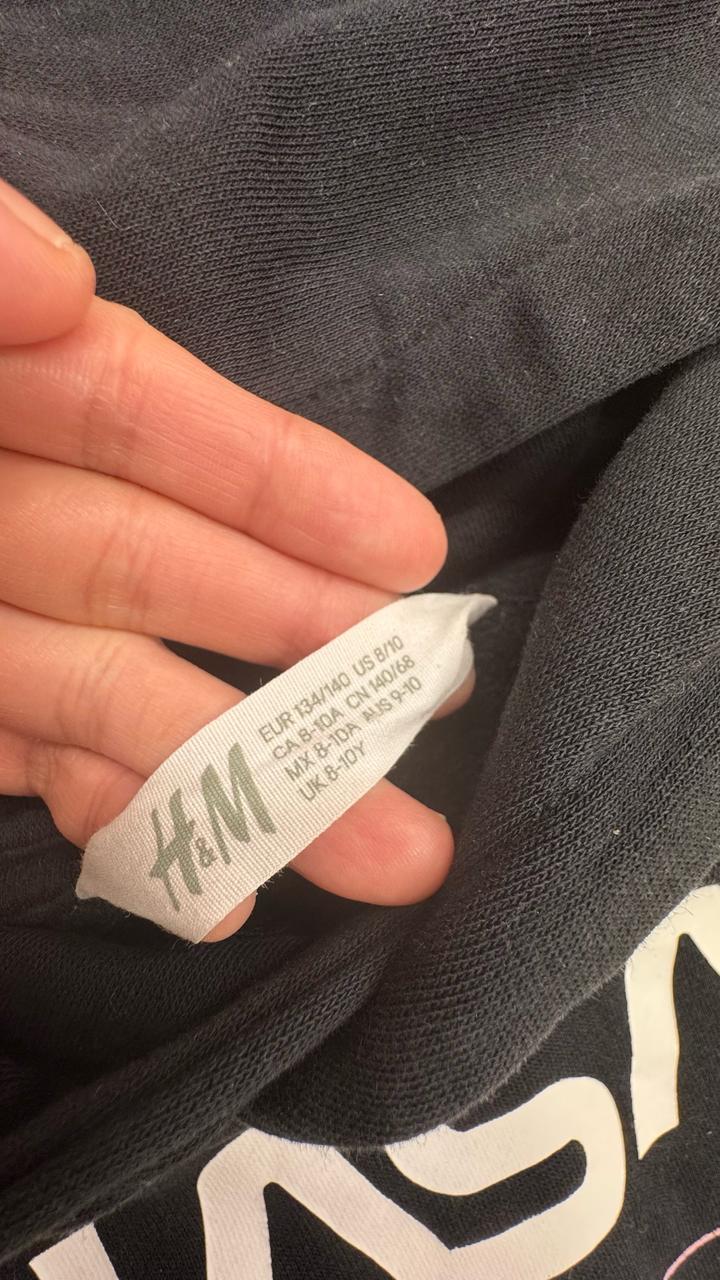 H&M
EUR 134/140 US 8/10
CA 8-10A CN 140/68
MX 8-10A AUS 9-10
UK 8-10Y
NASA